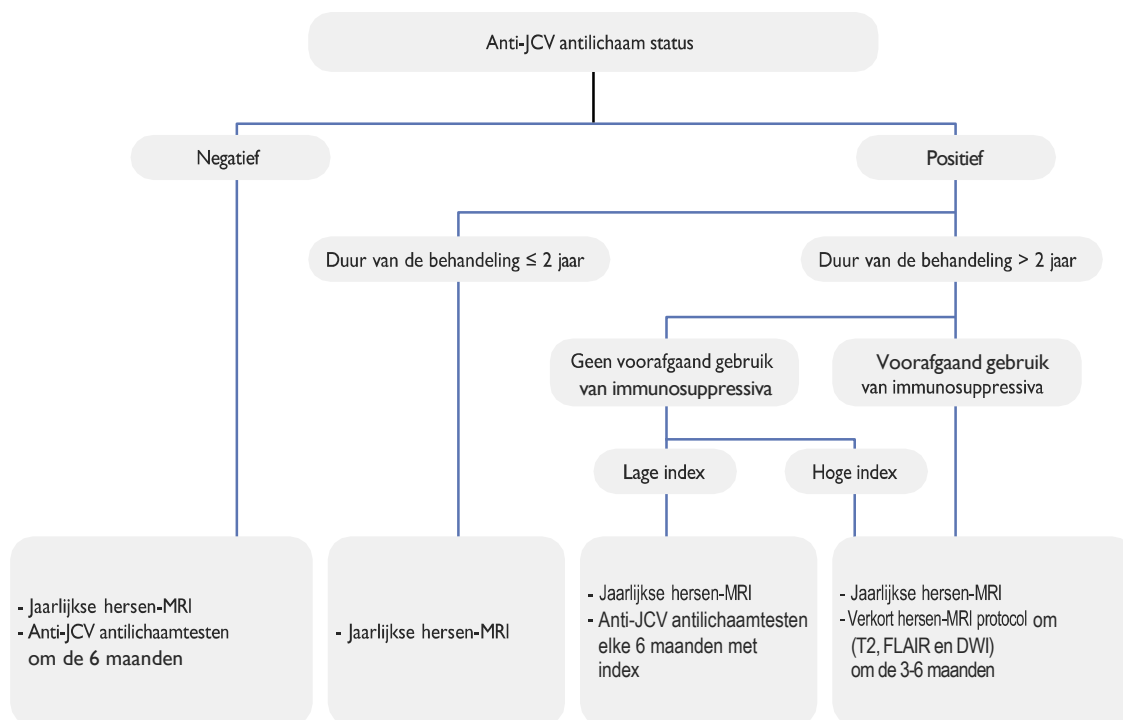 Anti-JCV antilichaam status
Negatief
Positief
Duur van de behandeling ≤ 2 jaar
Duur van de behandeling > 2 jaar
Geen voorafgaand gebruik
van immunosuppressiva
Voorafgaand gebruik
van immunosuppressiva
Lage index
Hoge index
- Jaarlijkse hersen-MRI
- Anti-JCV antilichaamtesten
om de 6 maanden
- Jaarlijkse hersen-MRI
- Jaarlijkse hersen-MRI
- Anti-JCV antilichaamtesten
elke 6 maanden met
index
- Jaarlijkse hersen-MRI
- Verkort hersen-MRI protocol om
(T2, FLAIR en DWI)
om de 3-6 maanden